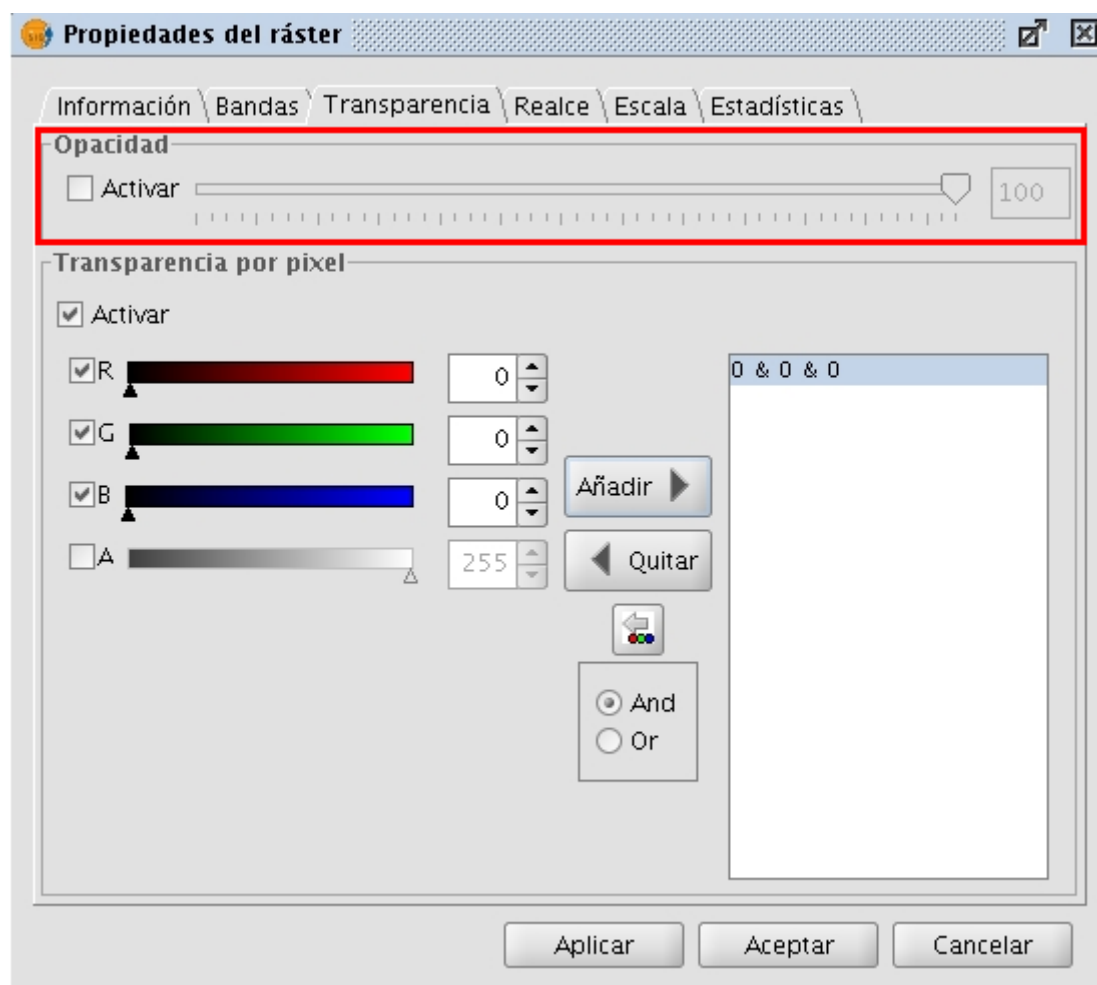 Propiedades del ráster
Información Bandas Transparencia Realce Escala Estadísticas
Opacidad
Activar 100
Transparencia por pixel
Activar
R 0
G 0
B 0
A 255
0 & 0 & 0
Añadir
Quitar
And
Or
Aplicar Aceptar Cancelar